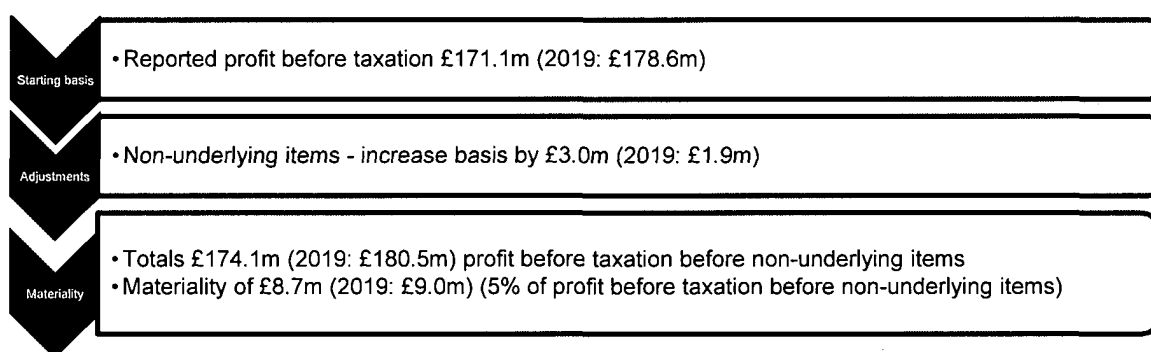 Starting basis
• Reported profit before taxation £171.1m (2019: £178.6m)
Adjustments
• Non-underlying items - increase basis by £3.0m (2019: £1.9m)
Materiality
• Totals £174.1m (2019: £180.5m) profit before taxation before non-underlying items
• Materiality of £8.7m (2019: £9.0m) (5% of profit before taxation before non-underlying items)